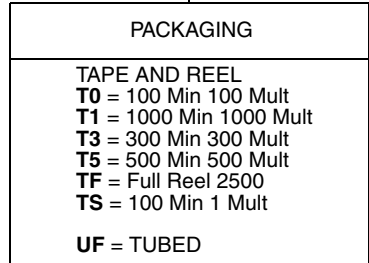 PACKAGING
TAPE AND REEL
T0 = 100 Min 100 Mult
T1 = 1000 Min 1000 Mult
T3 = 300 Min 300 Mult
T5 = 500 Min 500 Mult
TF = Full Reel 2500
TS = 100 Min 1 Mult
UF = TUBED